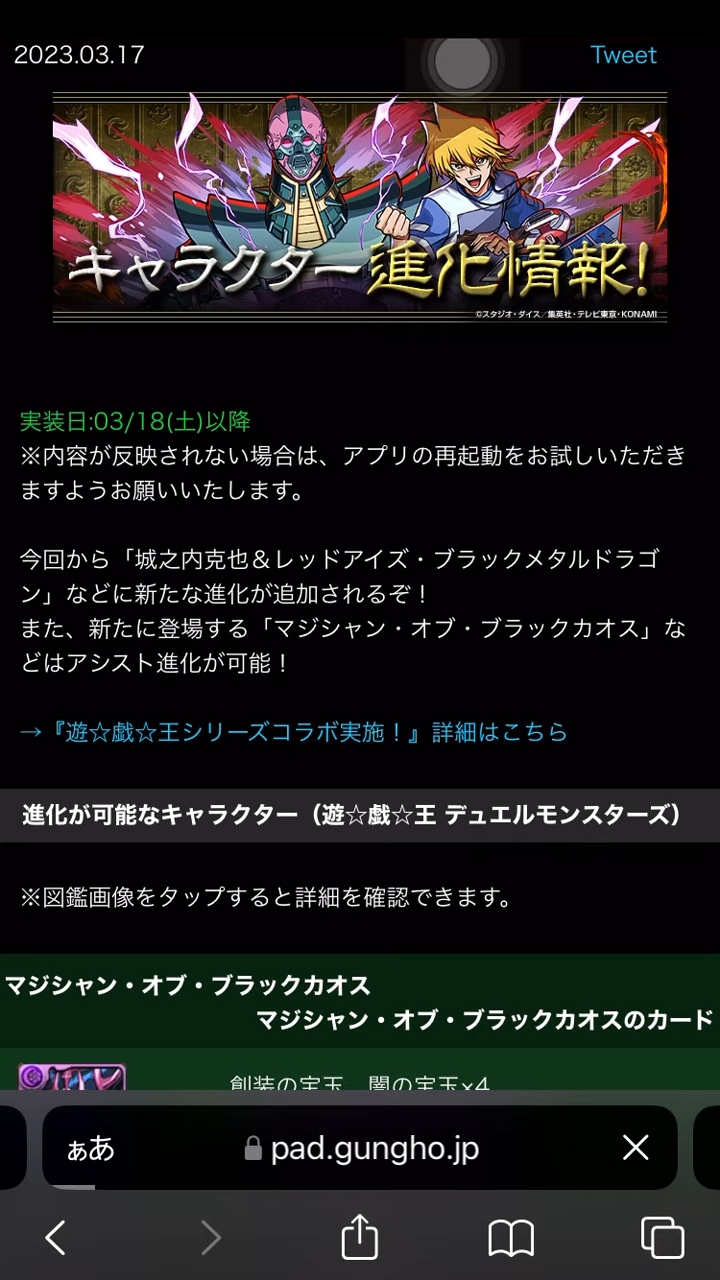 2023.03.17
Tweet
キャラクター進化情報!
©スタジオ・ダイス／集英社・テレビ東京・KONAMI
実装日:03/18(土)以降
※内容が反映されない場合は、アプリの再起動をお試しいただき
ますようお願いいたします。
今回から「城之内克也＆レッドアイズ・ブラックメタルドラゴ
ン」などに新たな進化が追加されるぞ！
また、新たに登場する「マジシャン・オブ・ブラックカオス」な
どはアシスト進化が可能！
→『遊☆戯☆王シリーズコラボ実施！』詳細はこちら
進化が可能なキャラクター（遊☆戯☆王 デュエルモンスターズ）
※図鑑画像をタップすると詳細を確認できます。
マジシャン・オブ・ブラックカオス
マジシャン・オブ・ブラックカオスのカード
創装の宝玉、闇の宝玉×4
ぁあ
pad.gungho.jp